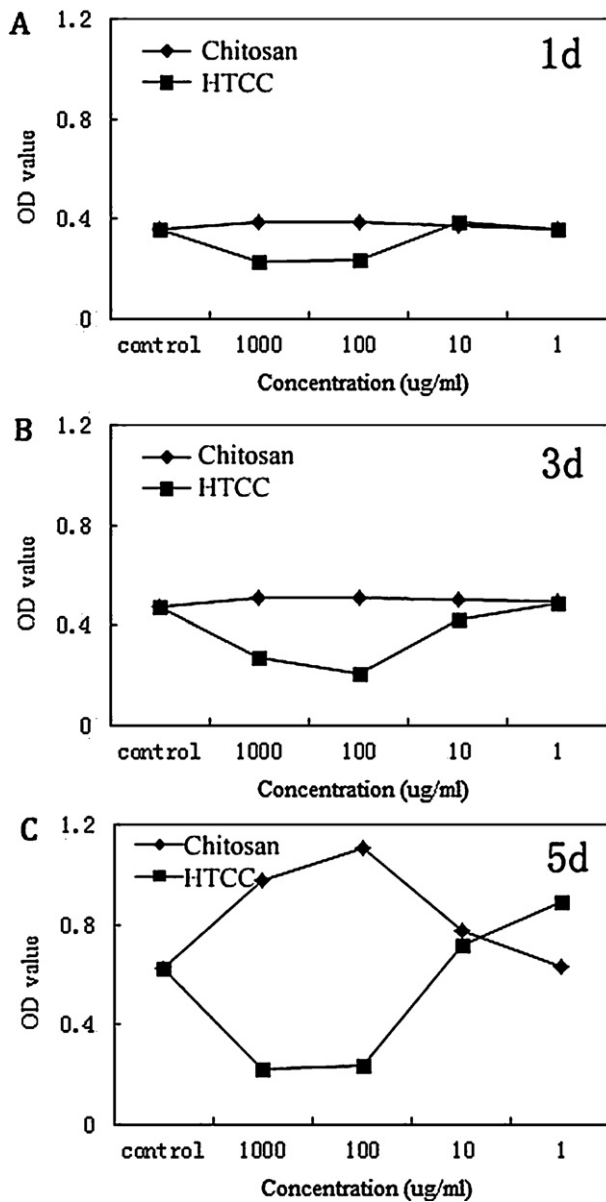 A
Chitosan
HTCC
1d
1.2
0.8
0.4
0
OD value
control 1000 100 10 1
Concentration (ug/ml)
B
Chitosan
HTCC
3d
1.2
0.8
0.4
0
OD value
control 1000 100 10 1
Concentration (ug/ml)
C
Chitosan
HTCC
5d
1.2
0.8
0.4
0
OD value
control 1000 100 10 1
Concentration (ug/ml)